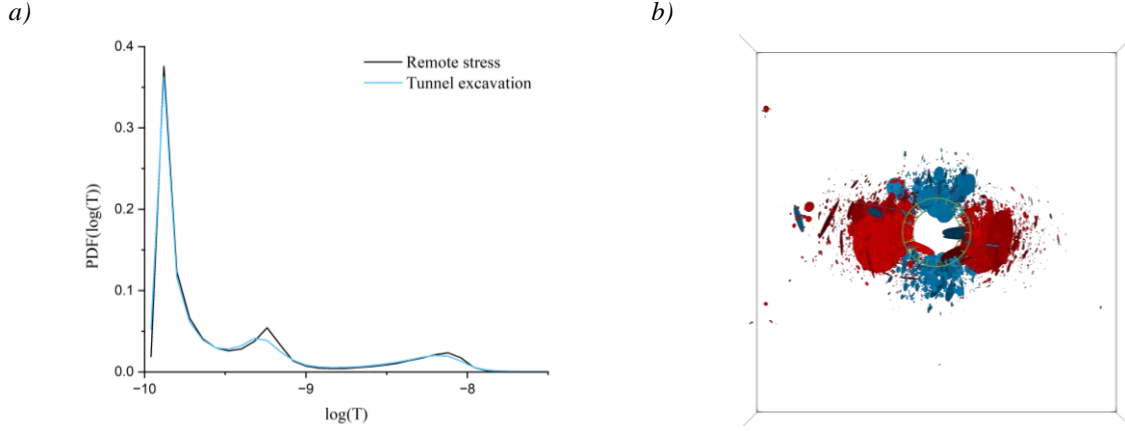 a)
b)
0.4
Remote stress
Tunnel excavation
0.3
PDF(log(T))
0.2
0.1
0.0
−10
−9
−8
log(T)